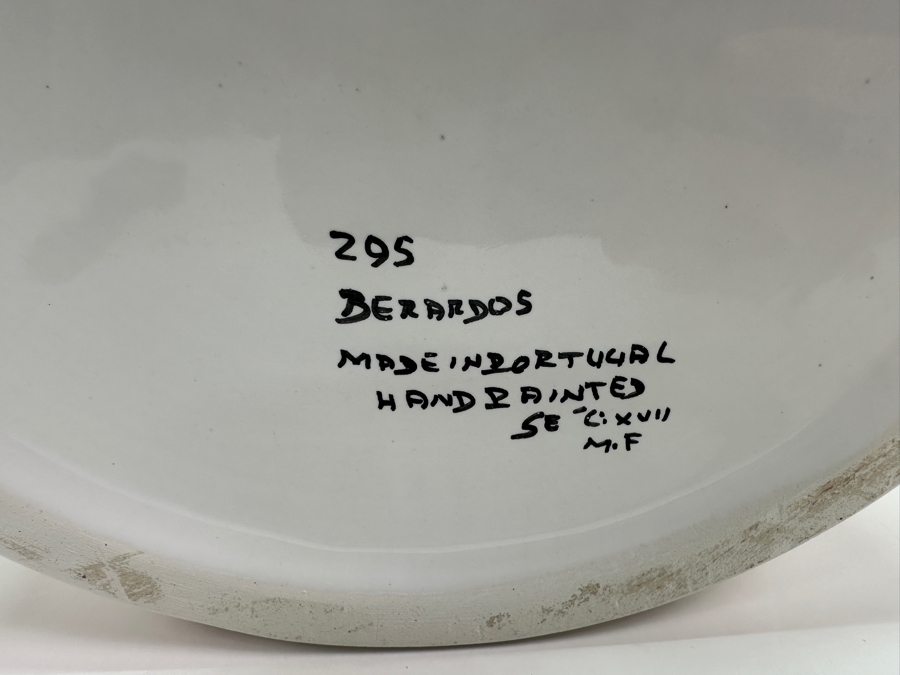 295
BERARDOS
MADE IN PORTUGAL
HAND PAINTED
SEC: XVII
M.F